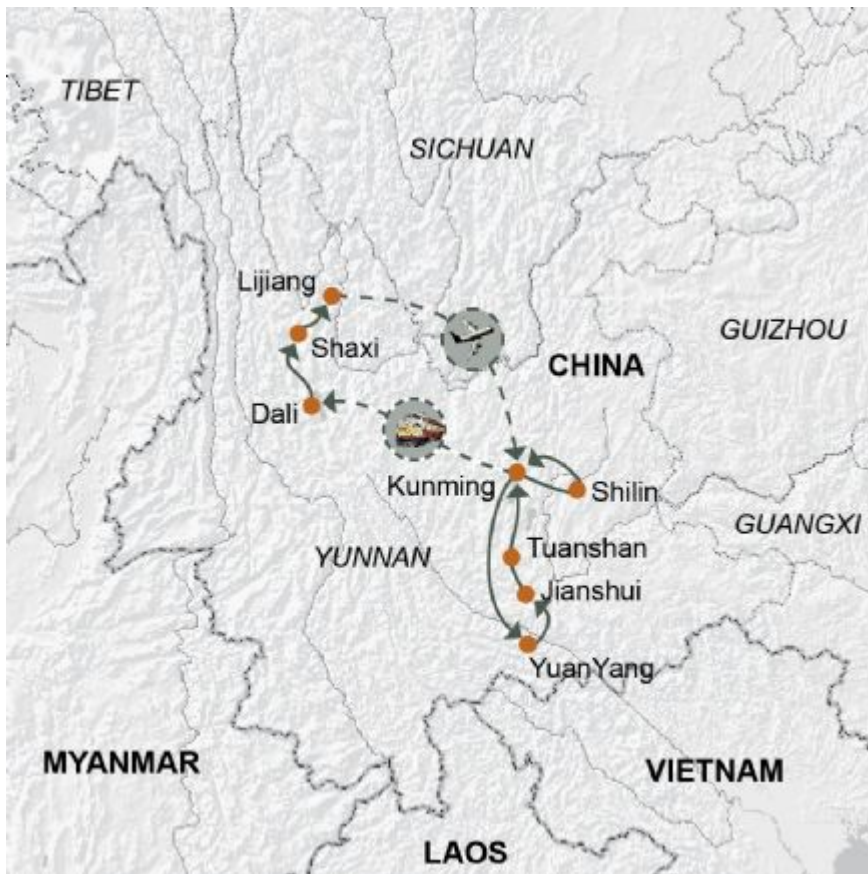 TIBET
SICHUAN
Lijiang
GUIZHOU
Shaxi
CHINA
Dali
Kunming
Shilin
GUANGXI
YUNNAN
Tuanshan
Jianshui
YuanYang
MYANMAR
VIETNAM
LAOS